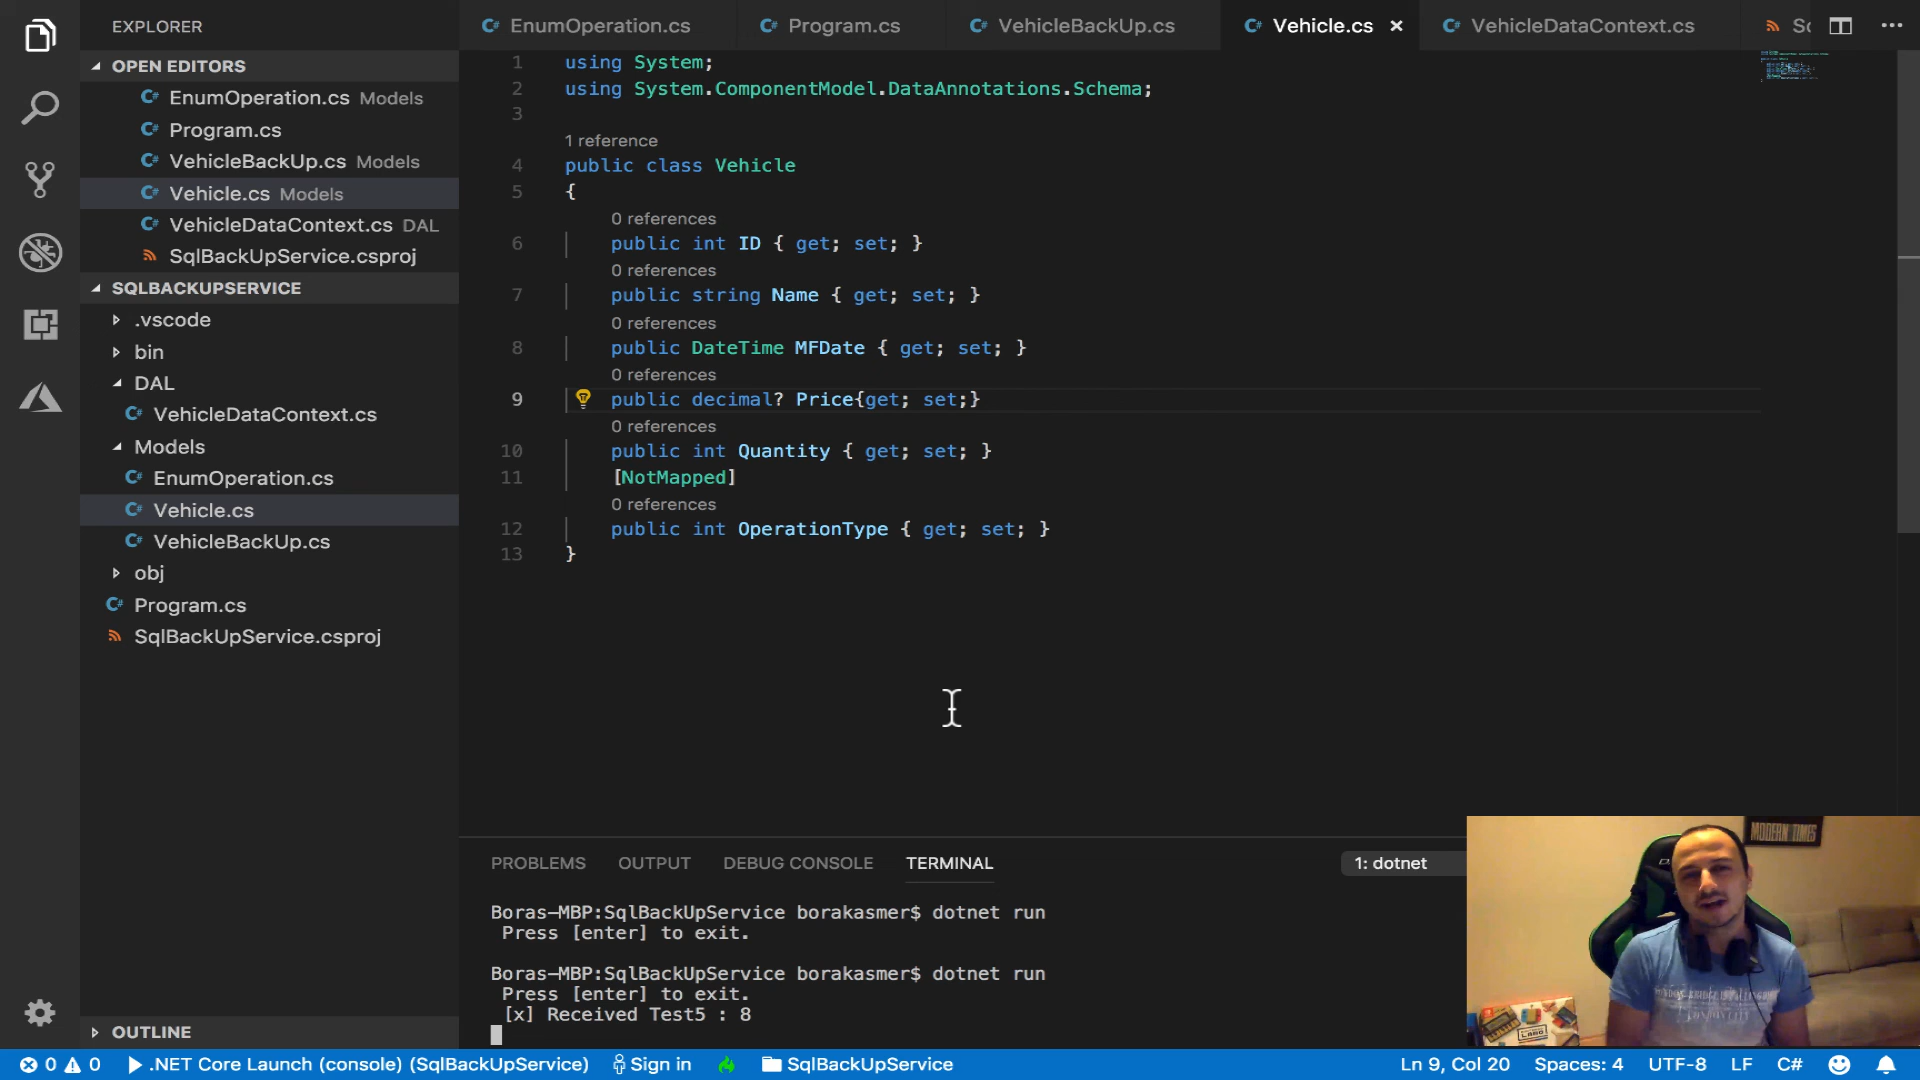 EXPLORER
OPEN EDITORS
EnumOperation.cs Models
Program.cs
VehicleBackUp.cs Models
Vehicle.cs Models
VehicleDataContext.cs DAL
SqlBackUpService.csproj
SQLBACKUPSERVICE
.vscode
bin
DAL
VehicleDataContext.cs
Models
EnumOperation.cs
Vehicle.cs
VehicleBackUp.cs
obj
Program.cs
SqlBackUpService.csproj
OUTLINE
EnumOperation.cs Program.cs VehicleBackUp.cs Vehicle.cs × VehicleDataContext.cs
1 using System;
2 using System.ComponentModel.DataAnnotations.Schema;
3
1 reference
4 public class Vehicle
5 {
0 references
6 public int ID { get; set; }
0 references
7 public string Name { get; set; }
0 references
8 public DateTime MFDate { get; set; }
0 references
9 public decimal? Price{get; set;}
0 references
10 public int Quantity { get; set; }
11 [NotMapped]
0 references
12 public int OperationType { get; set; }
13 }
PROBLEMS OUTPUT DEBUG CONSOLE TERMINAL 1: dotnet
Boras-MBP:SqlBackUpService borakasmer$ dotnet run
Press [enter] to exit.
Boras-MBP:SqlBackUpService borakasmer$ dotnet run
Press [enter] to exit.
[x] Received Test5 : 8
MODERN TIMES
LABO
0 0 .NET Core Launch (console) (SqlBackUpService) Sign in SqlBackUpService Ln 9, Col 20 Spaces: 4 UTF-8 LF C#